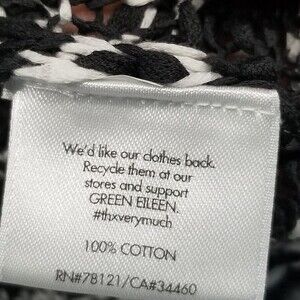 We'd like our clothes back.
Recycle them at our
stores and support
GREEN EILEEN.
#thxverymuch
100% COTTON
RN#78121/CA#34460